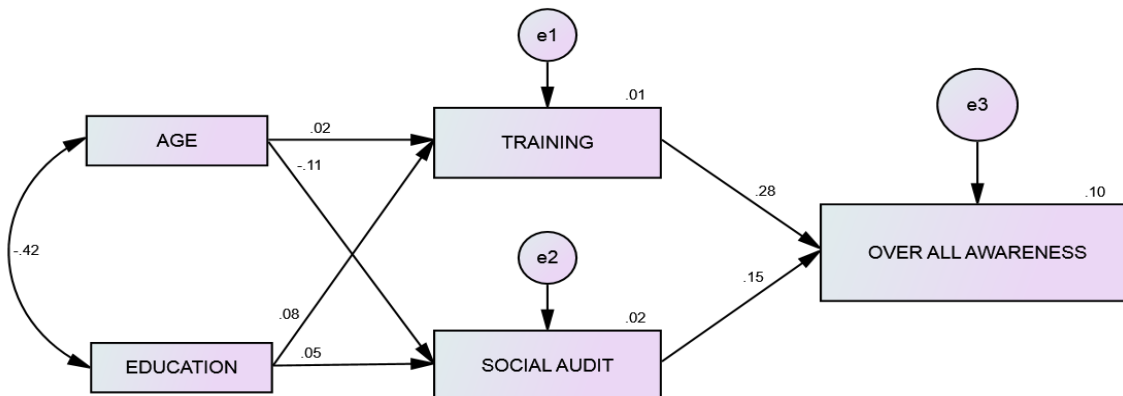 e1
.01
e3
AGE
.02
TRAINING
-.11
.28
.10
OVER ALL AWARENESS
-.42
e2
.15
.08
.02
EDUCATION
.05
SOCIAL AUDIT